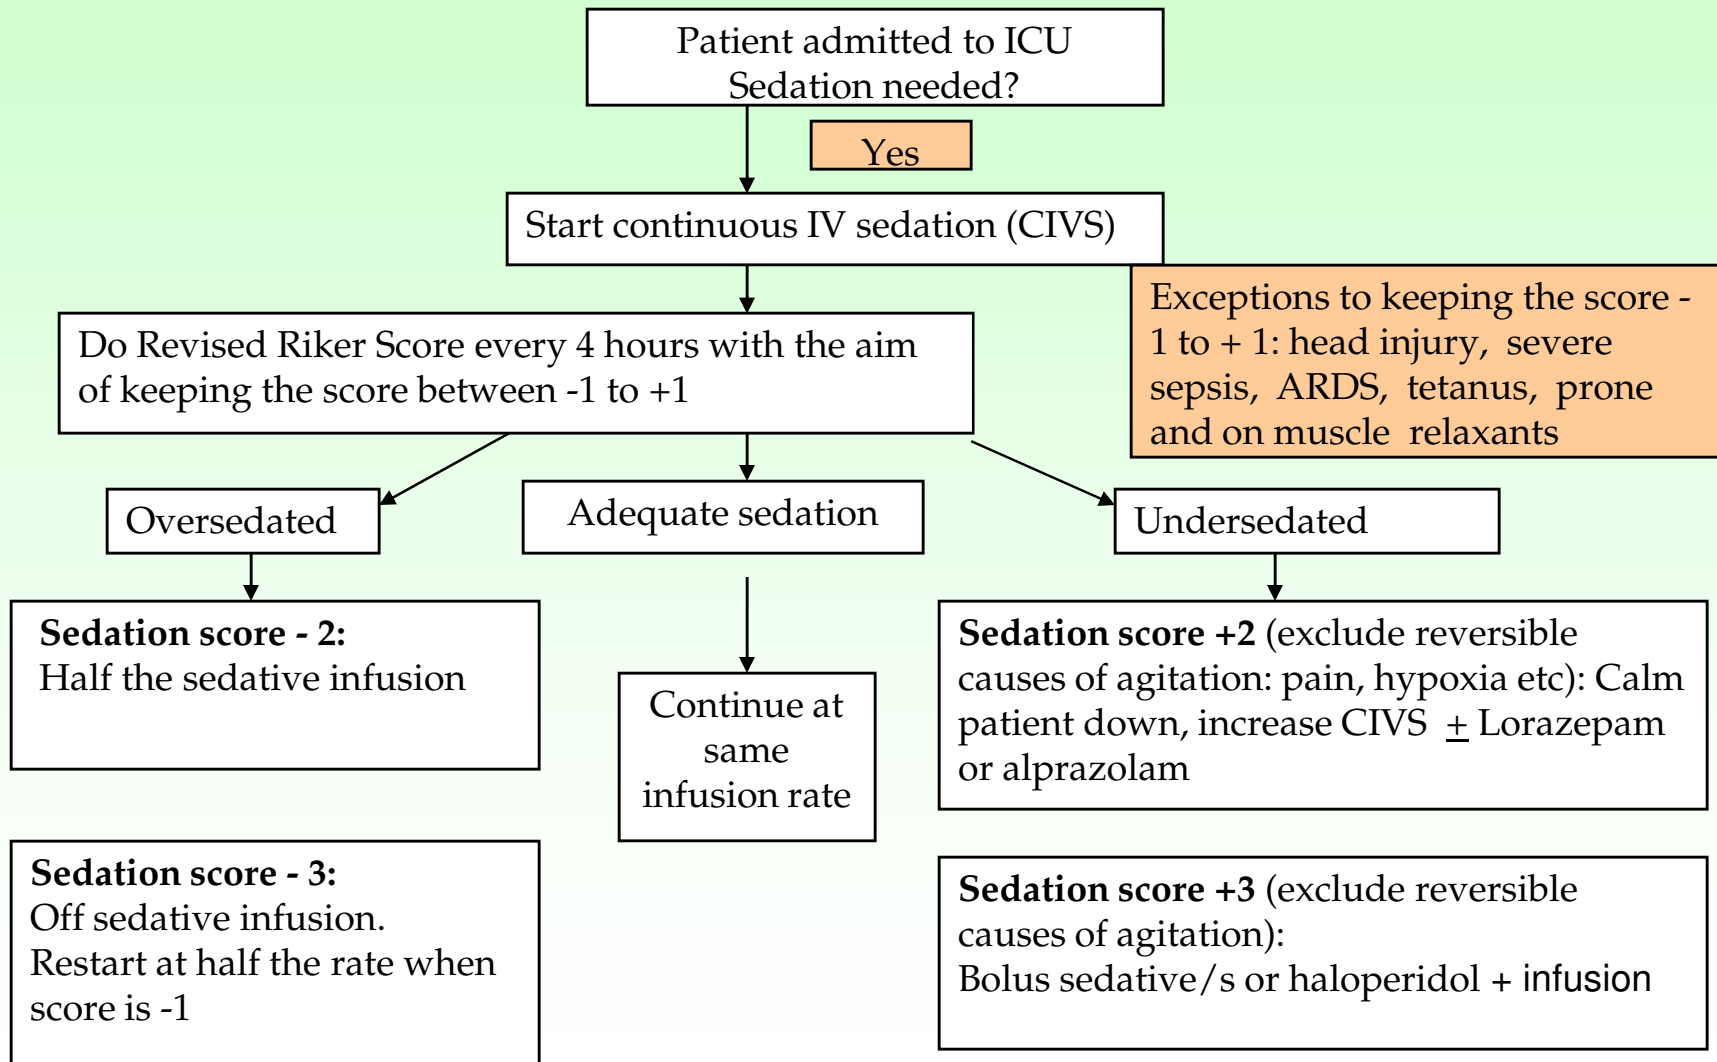 Patient admitted to ICU
Sedation needed?
Yes
Start continuous IV sedation (CIVS)
Exceptions to keeping the score -
1 to + 1: head injury, severe
sepsis, ARDS, tetanus, prone
and on muscle relaxants
Do Revised Riker Score every 4 hours with the aim
of keeping the score between -1 to +1
Oversedated
Adequate sedation
Undersedated
Sedation score - 2:
Half the sedative infusion
Continue at
same
infusion rate
Sedation score +2 (exclude reversible
causes of agitation: pain, hypoxia etc): Calm
patient down, increase CIVS + Lorazepam
or alprazolam
Sedation score - 3:
Off sedative infusion.
Restart at half the rate when
score is -1
Sedation score +3 (exclude reversible
causes of agitation):
Bolus sedative/s or haloperidol + infusion